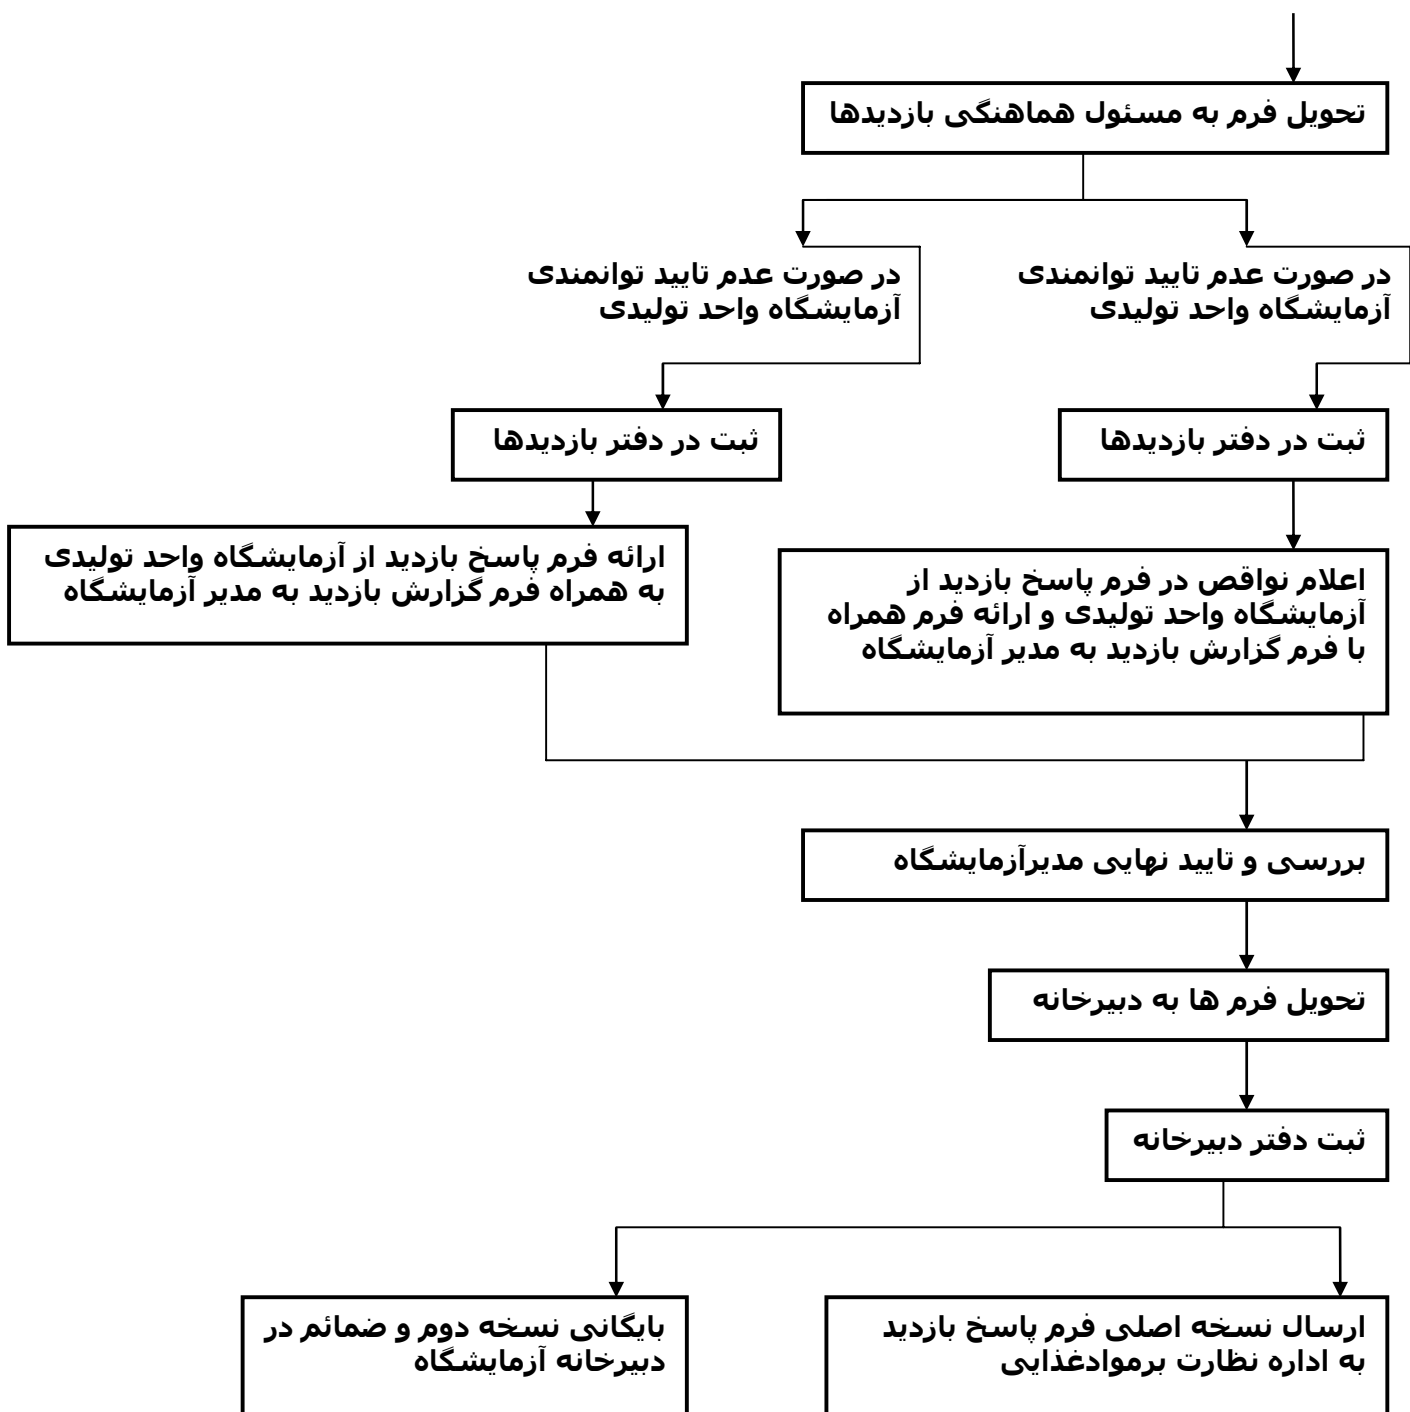 تحویل فرم به مسئول هماهنگی بازدیدها
در صورت عدم تایید توانمندی
آزمایشگاه واحد تولیدی
در صورت عدم تایید توانمندی
آزمایشگاه واحد تولیدی
ثبت در دفتر بازدیدها
ثبت در دفتر بازدیدها
اعلام نواقص در فرم پاسخ بازدید از
آزمایشگاه واحد تولیدی و ارائه فرم همراه
با فرم گزارش بازدید به مدیر آزمایشگاه
ارائه فرم پاسخ بازدید از آزمایشگاه واحد تولیدی
به همراه فرم گزارش بازدید به مدیر آزمایشگاه
بررسی و تایید نهایی مدیرآزمایشگاه
تحویل فرم ها به دبیرخانه
ثبت دفتر دبیرخانه
ارسال نسخه اصلی فرم پاسخ بازدید
به اداره نظارت برموادغذایی
بایگانی نسخه دوم و ضمائم در
دبیرخانه آزمایشگاه